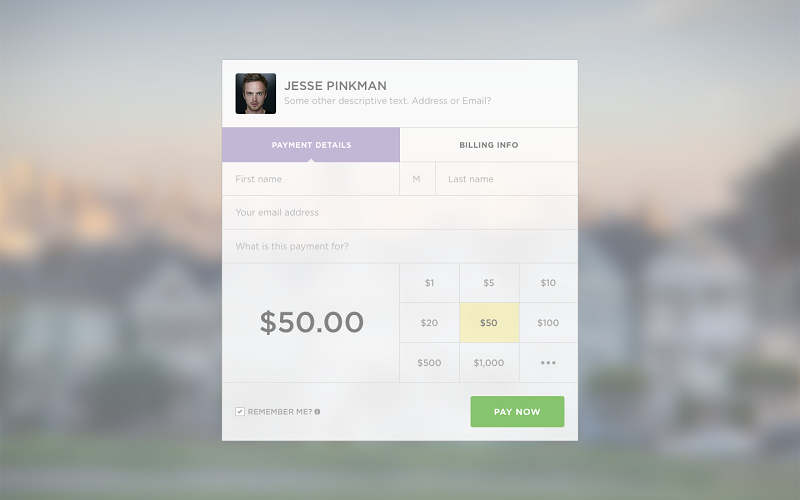 JESSE PINKMAN
Some other descriptive text. Address or Email?
PAYMENT DETAILS BILLING INFO
First name M Last name
Your email address
What is this payment for?
$1 $5 $10
$50.00 $20 $50 $100
$500 $1,000 •••
REMEMBER ME? i PAY NOW